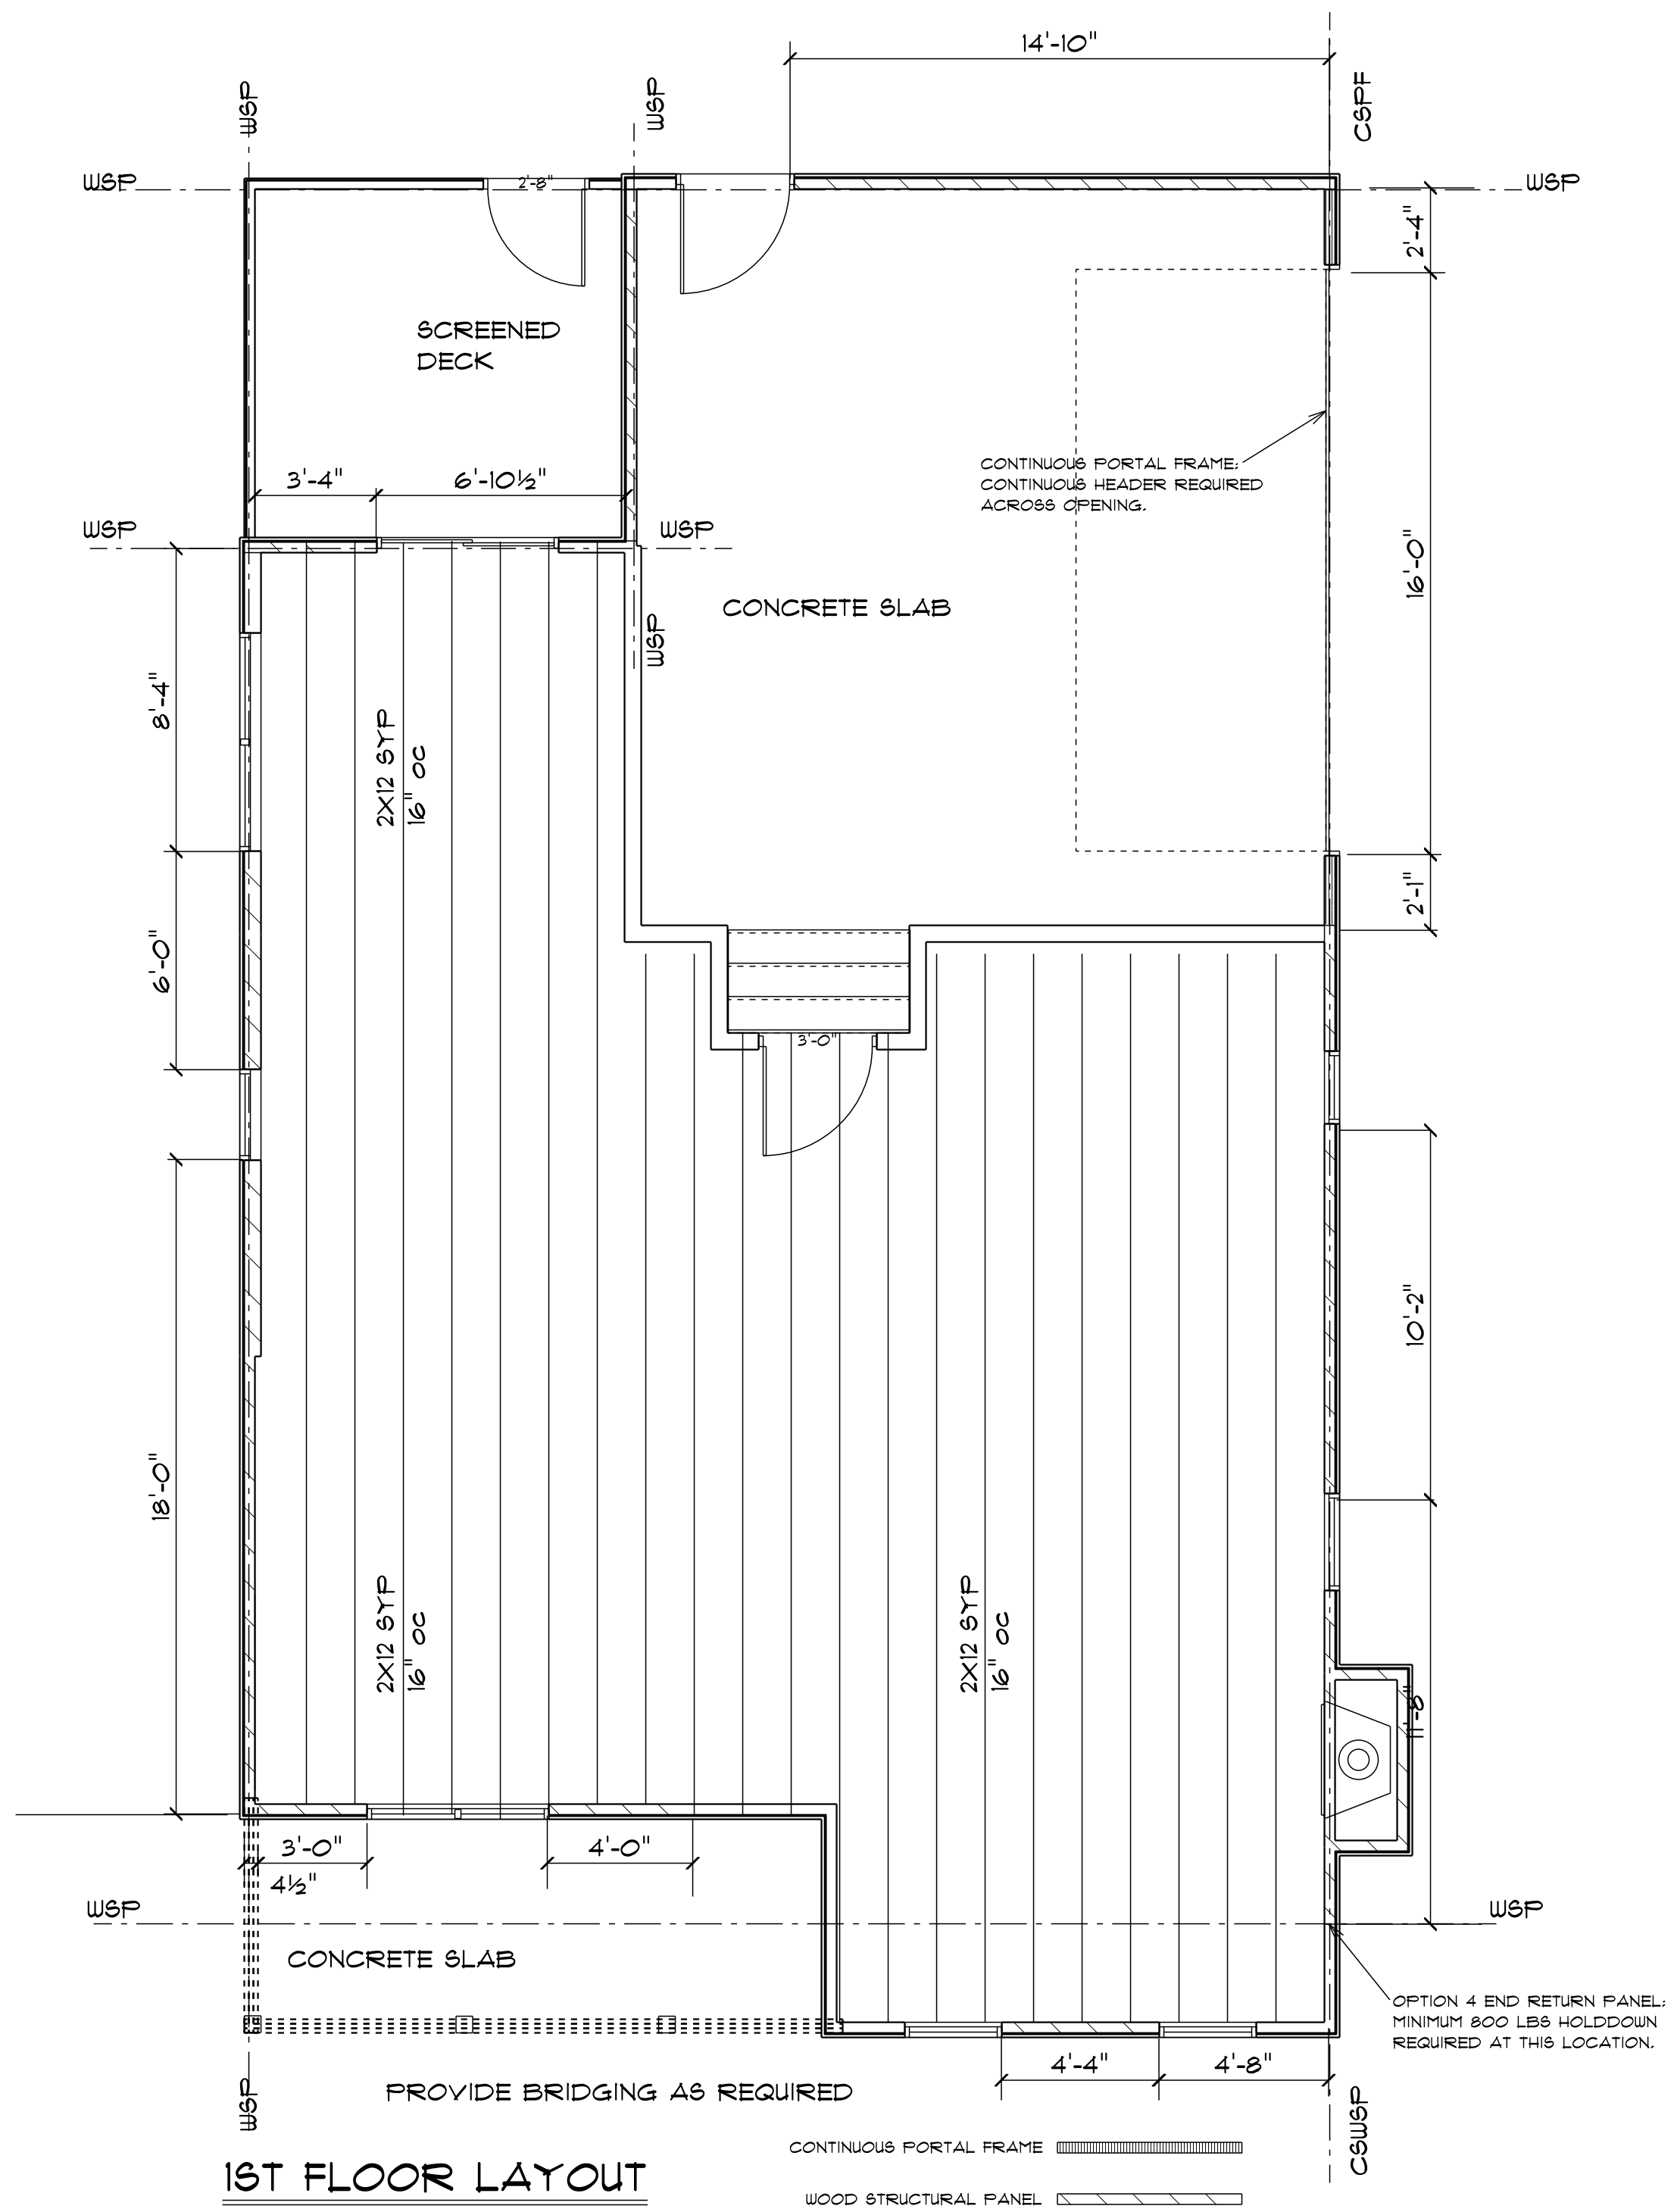 14'-10"
WSP
WSP
CSPF
WSP
2'-8"
WSP
2'-4"
SCREENED
DECK
CONTINUOUS PORTAL FRAME;
CONTINUOUS HEADER REQUIRED
ACROSS OPENING.
3'-4"
6'-10½"
WSP
WSP
16'-0"
CONCRETE SLAB
WSP
8'-4"
2X12 SYP
16" OC
2'-1"
6'-0"
3'-0"
10'-2"
18'-0"
2X12 SYP
16" OC
2X12 SYP
16" OC
11'-8"
3'-0"
4'-0"
4½"
WSP
WSP
CONCRETE SLAB
OPTION 4 END RETURN PANEL;
MINIMUM 800 LBS HOLDDOWN
REQUIRED AT THIS LOCATION.
4'-4"
4'-8"
WSP
PROVIDE BRIDGING AS REQUIRED
CSWSP
CONTINUOUS PORTAL FRAME
1ST FLOOR LAYOUT
WOOD STRUCTURAL PANEL